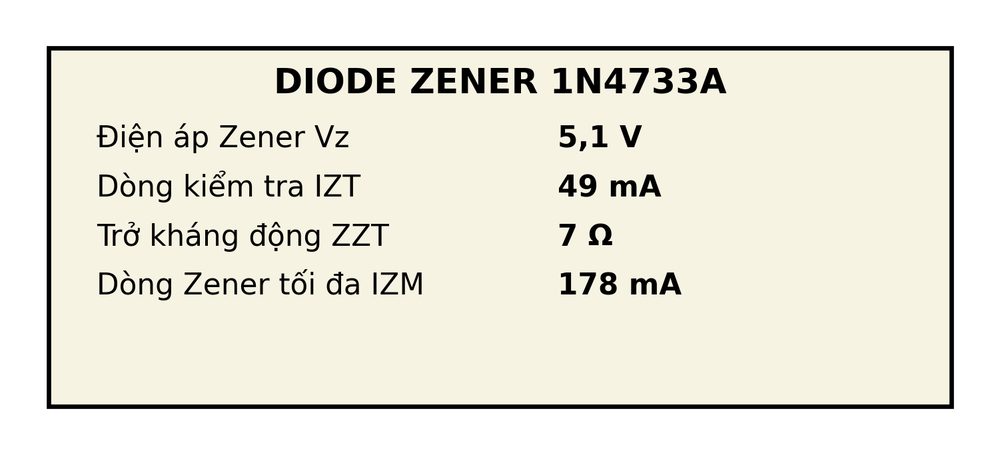 DIODE ZENER 1N4733A
Điện áp Zener Vz 5,1 V
Dòng kiểm tra IZT 49 mA
Trở kháng động ZZT 7 Ω
Dòng Zener tối đa IZM 178 mA